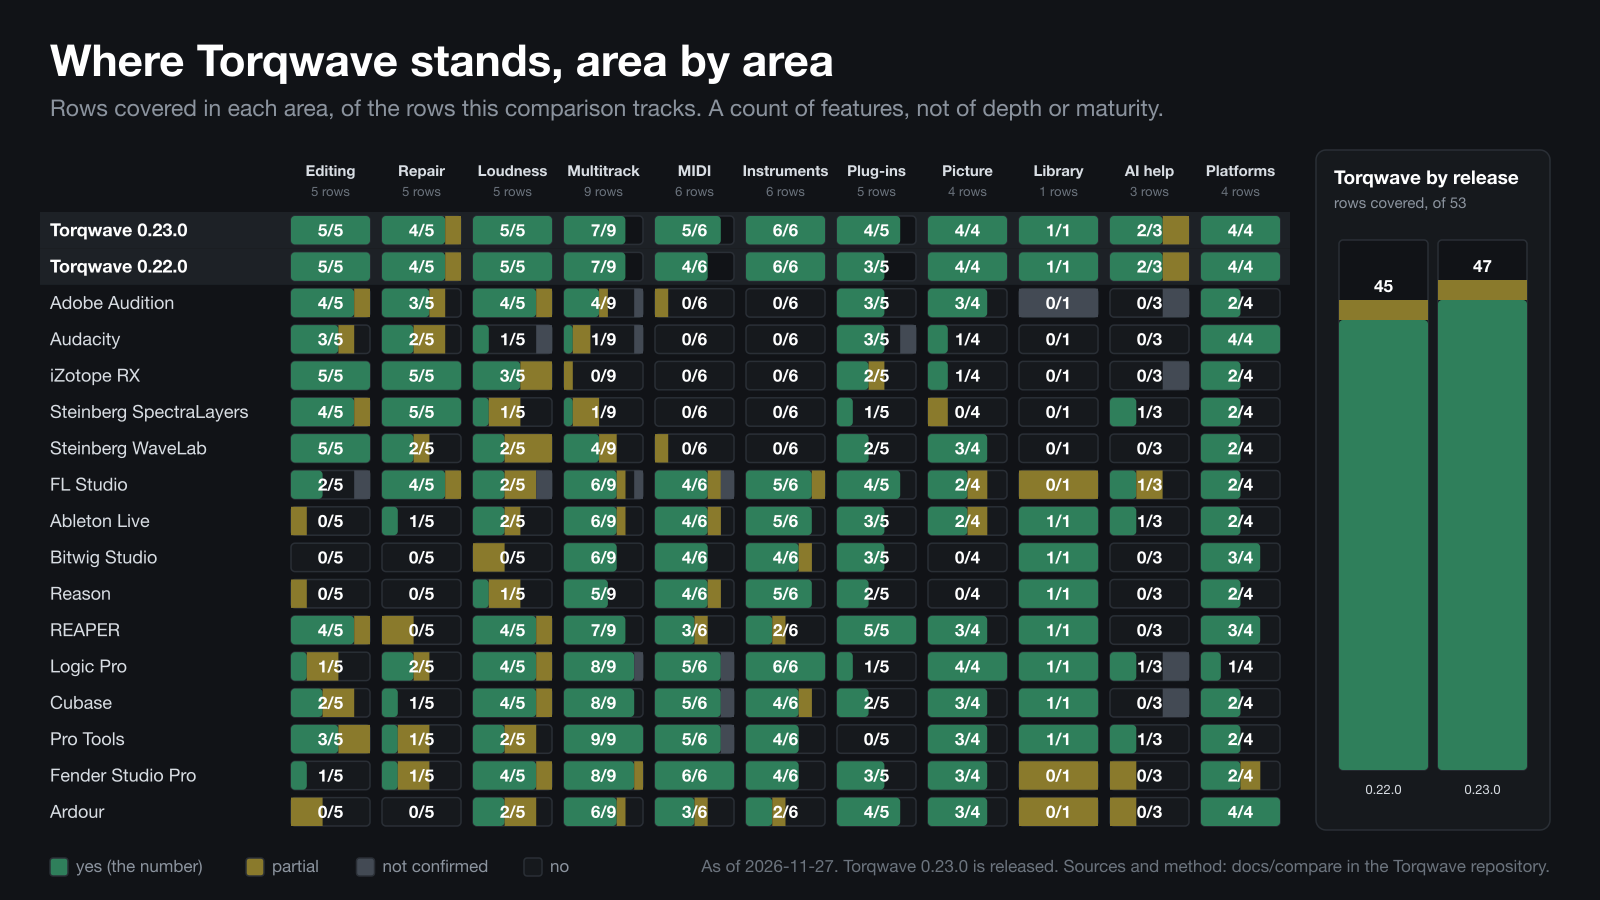 Where Torqwave stands, area by area
Rows covered in each area, of the rows this comparison tracks. A count of features, not of depth or maturity.
Editing Repair Loudness Multitrack MIDI Instruments Plug-ins Picture Library AI help Platforms
5 rows 5 rows 5 rows 9 rows 6 rows 6 rows 5 rows 4 rows 1 rows 3 rows 4 rows
Torqwave 0.23.0 5/5 4/5 5/5 7/9 5/6 6/6 4/5 4/4 1/1 2/3 4/4
Torqwave 0.22.0 5/5 4/5 5/5 7/9 4/6 6/6 3/5 4/4 1/1 2/3 4/4
Adobe Audition 4/5 3/5 4/5 4/9 0/6 0/6 3/5 3/4 0/1 0/3 2/4
Audacity 3/5 2/5 1/5 1/9 0/6 0/6 3/5 1/4 0/1 0/3 4/4
iZotope RX 5/5 5/5 3/5 0/9 0/6 0/6 2/5 1/4 0/1 0/3 2/4
Steinberg SpectraLayers 4/5 5/5 1/5 1/9 0/6 0/6 1/5 0/4 0/1 1/3 2/4
Steinberg WaveLab 5/5 2/5 2/5 4/9 0/6 0/6 2/5 3/4 0/1 0/3 2/4
FL Studio 2/5 4/5 2/5 6/9 4/6 5/6 4/5 2/4 0/1 1/3 2/4
Ableton Live 0/5 1/5 2/5 6/9 4/6 5/6 3/5 2/4 1/1 1/3 2/4
Bitwig Studio 0/5 0/5 0/5 6/9 4/6 4/6 3/5 0/4 1/1 0/3 3/4
Reason 0/5 0/5 1/5 5/9 4/6 5/6 2/5 0/4 1/1 0/3 2/4
REAPER 4/5 0/5 4/5 7/9 3/6 2/6 5/5 3/4 1/1 0/3 3/4
Logic Pro 1/5 2/5 4/5 8/9 5/6 6/6 1/5 4/4 1/1 1/3 1/4
Cubase 2/5 1/5 4/5 8/9 5/6 4/6 2/5 3/4 1/1 0/3 2/4
Pro Tools 3/5 1/5 2/5 9/9 5/6 4/6 0/5 3/4 1/1 1/3 2/4
Fender Studio Pro 1/5 1/5 4/5 8/9 6/6 4/6 3/5 3/4 0/1 0/3 2/4
Ardour 0/5 0/5 2/5 6/9 3/6 2/6 4/5 3/4 0/1 0/3 4/4
Torqwave by release
rows covered, of 53
45 47
0.22.0 0.23.0
yes (the number) partial not confirmed no
As of 2026-11-27. Torqwave 0.23.0 is released. Sources and method: docs/compare in the Torqwave repository.